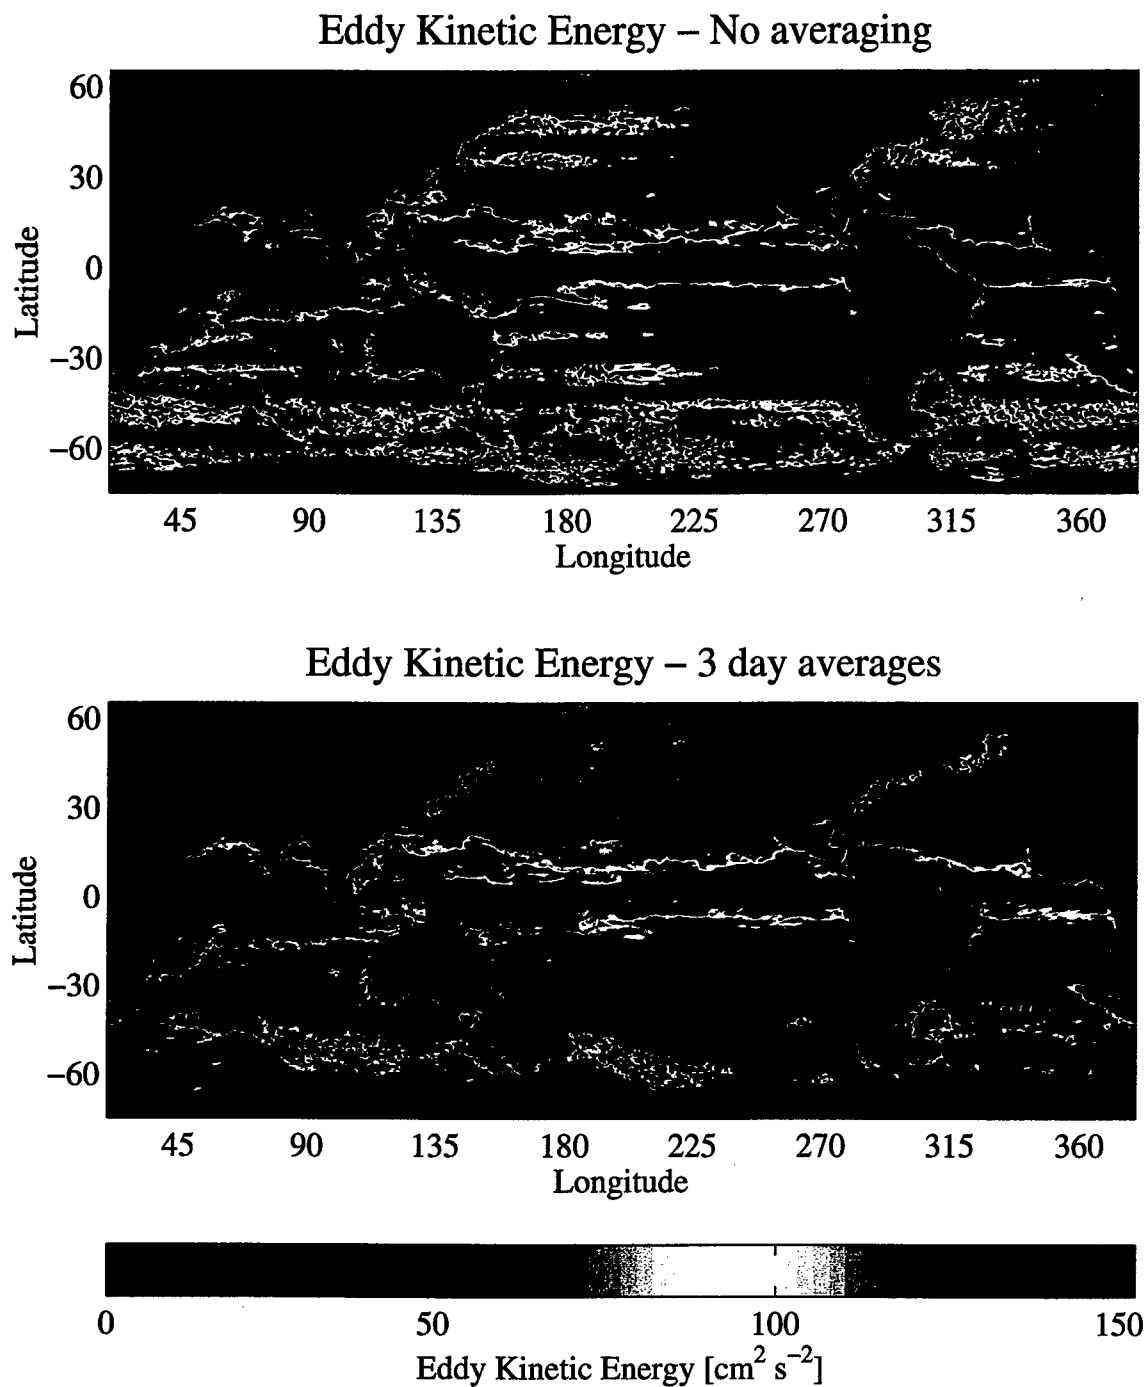 Eddy Kinetic Energy – No averaging
60
30
0
−30
−60
Latitude
45 90 135 180 225 270 315 360
Longitude
Eddy Kinetic Energy – 3 day averages
60
30
0
−30
−60
Latitude
45 90 135 180 225 270 315 360
Longitude
0 50 100 150
Eddy Kinetic Energy [cm² s⁻²]